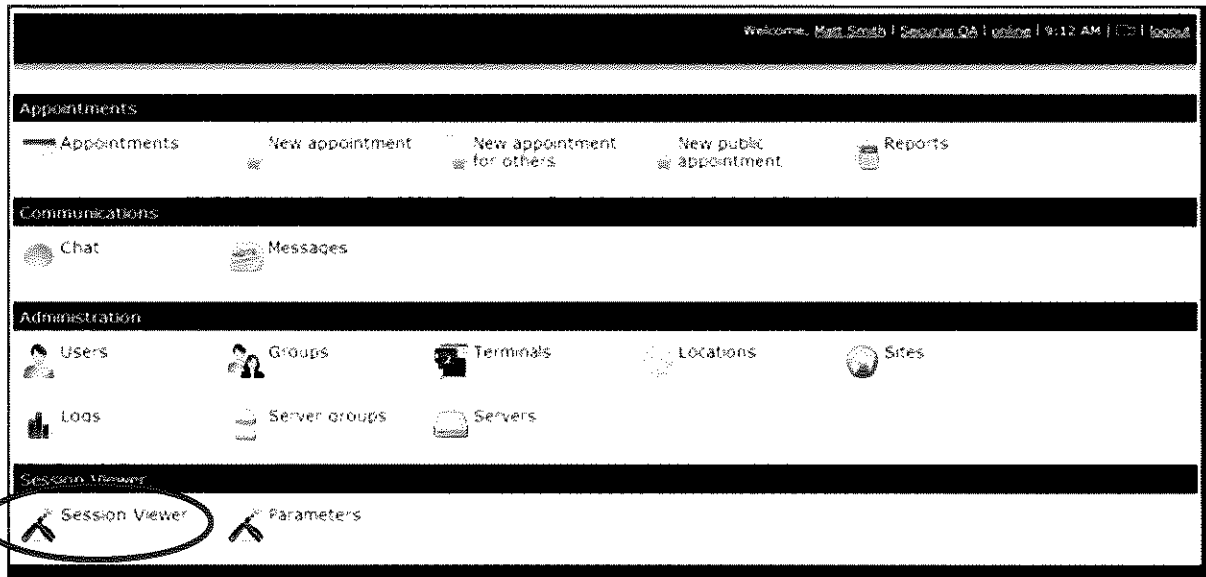 Welcome, Matt Smith | Securus QA | online | 9:12 AM | | logout
Appointments
Appointments
New appointment
New appointment
for others
New public
appointment
Reports
Communications
Chat
Messages
Administration
Users
Groups
Terminals
Locations
Sites
Logs
Server groups
Servers
Session Viewer
Session Viewer
Parameters